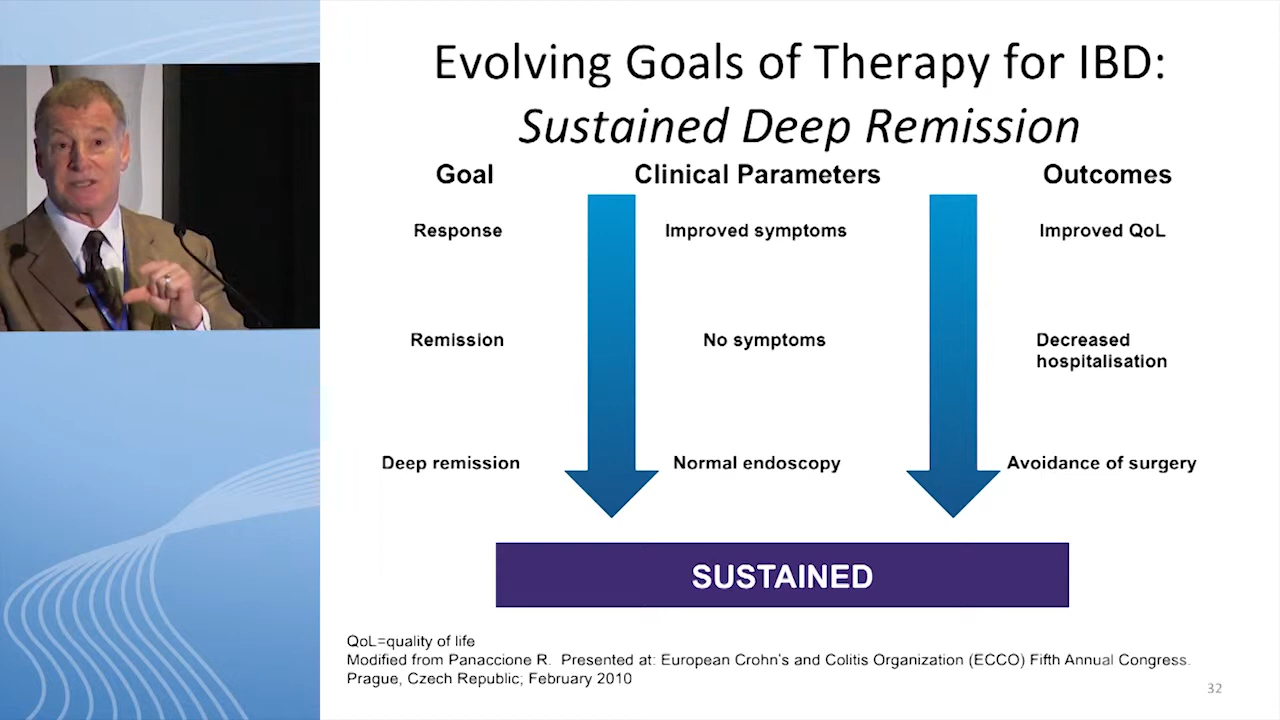 Evolving Goals of Therapy for IBD:
Sustained Deep Remission
Goal Clinical Parameters Outcomes
Response Improved symptoms Improved QoL
Remission No symptoms Decreased
hospitalisation
Deep remission Normal endoscopy Avoidance of surgery
SUSTAINED
QoL=quality of life
Modified from Panaccione R. Presented at: European Crohn's and Colitis Organization (ECCO) Fifth Annual Congress.
Prague, Czech Republic; February 2010
32